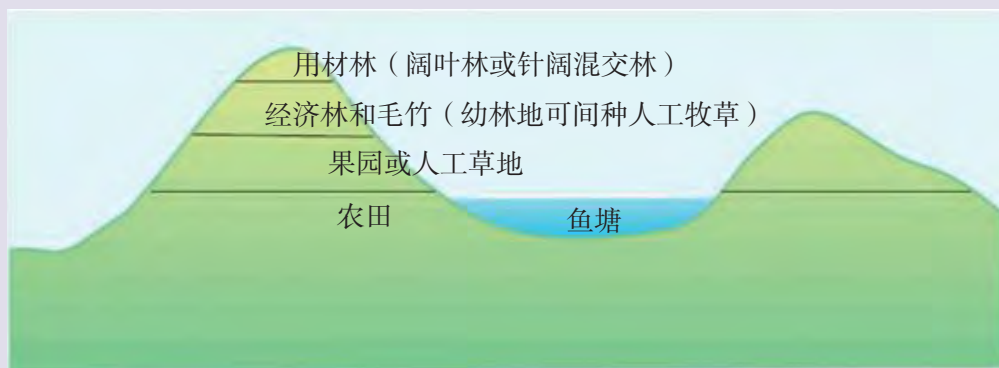 用材林（阔叶林或针阔混交林）
经济林和毛竹（幼林地可间种人工牧草）
果园或人工草地
农田
鱼塘